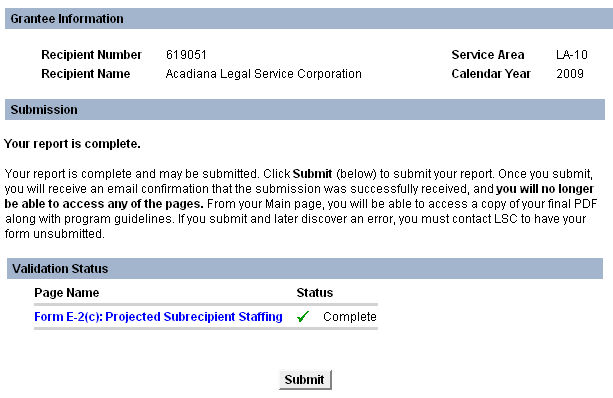 Grantee Information
Recipient Number 619051 Service Area LA-10
Recipient Name Acadiana Legal Service Corporation Calendar Year 2009
Submission
Your report is complete.
Your report is complete and may be submitted. Click Submit (below) to submit your report. Once you submit,
you will receive an email confirmation that the submission was successfully received, and you will no longer
be able to access any of the pages. From your Main page, you will be able to access a copy of your final PDF
along with program guidelines. If you submit and later discover an error, you must contact LSC to have your
form unsubmitted.
Validation Status
Page Name Status
Form E-2(c): Projected Subrecipient Staffing Complete
Submit